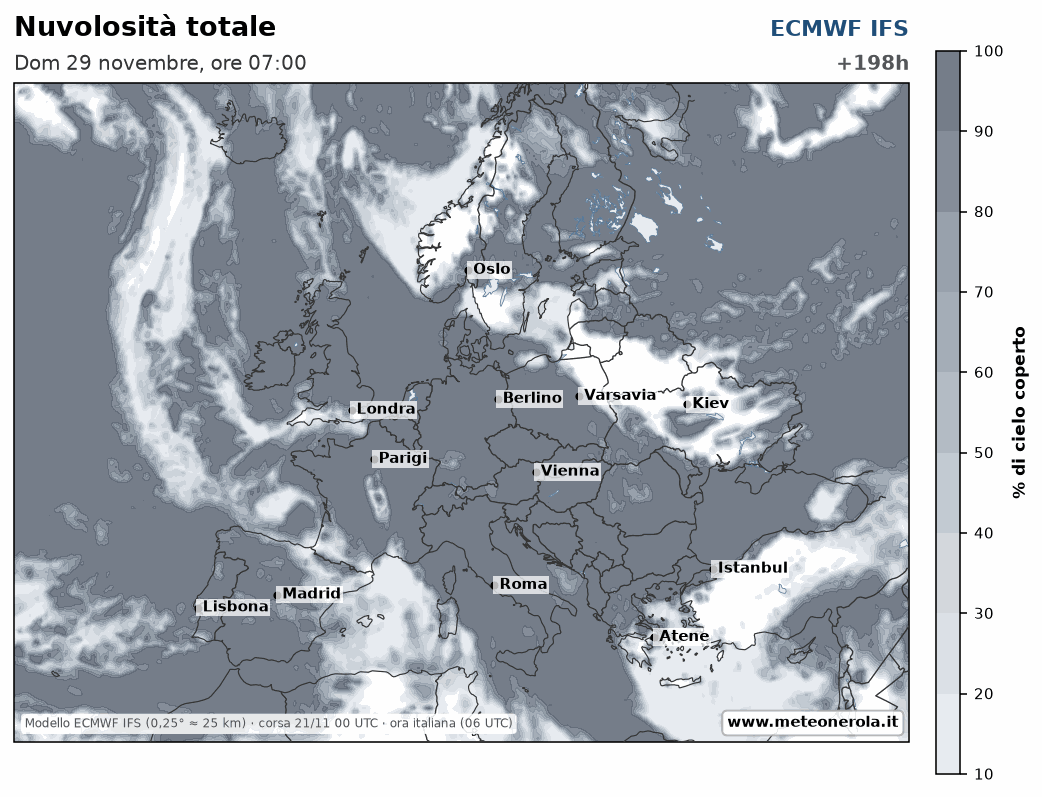 Nuvolosità totale
ECMWF IFS
Dom 29 novembre, ore 07:00
+198h
100
90
80
70
60
50
40
30
20
10
% di cielo coperto
Oslo
Berlino
Varsavia
Kiev
Londra
Parigi
Vienna
Istanbul
Roma
Madrid
Lisbona
Atene
Modello ECMWF IFS (0,25° ≈ 25 km) · corsa 21/11 00 UTC · ora italiana (06 UTC)
www.meteonerola.it